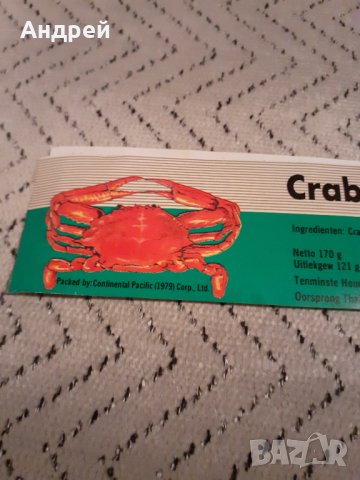 Андрей
Crab
Ingredienten: Cra
Netto 170 g
Uitlekgew 121 g
Tenminste Hou
Oorsprong Tha
Packed by: Continental Pacific (1979) Corp., Ltd.
BAZAR